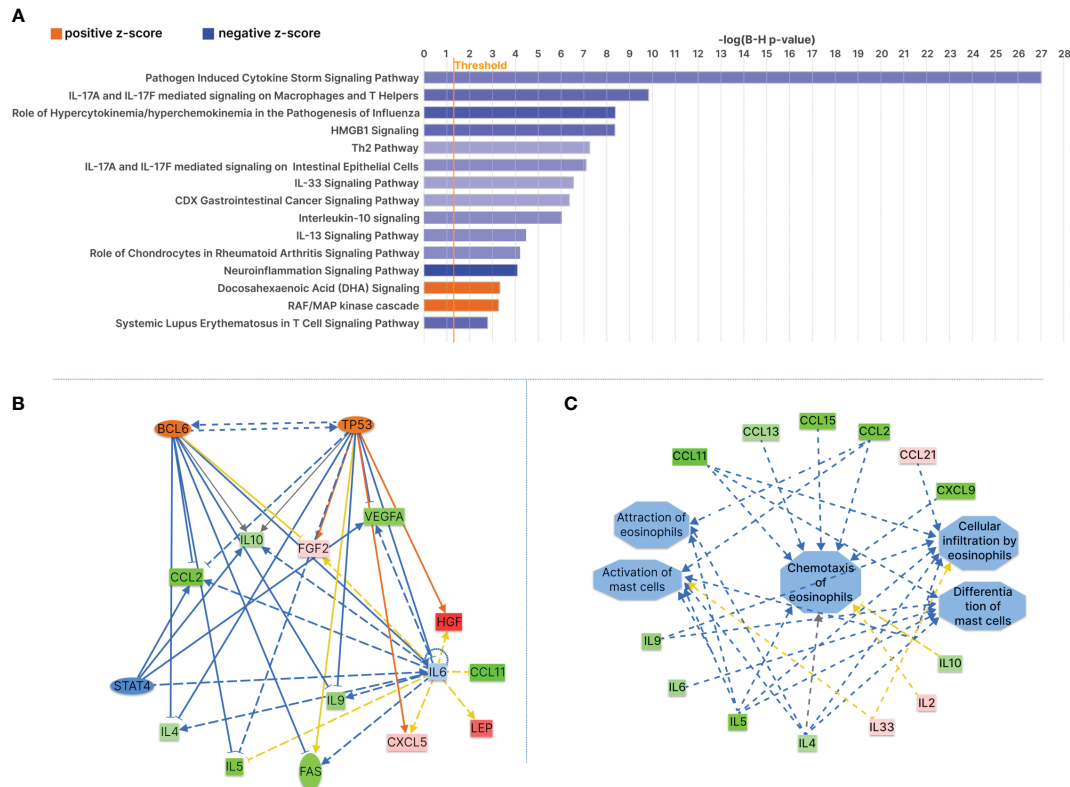 A
positive z-score
negative z-score
-log(B-H p-value)
0 1 2 3 4 5 6 7 8 9 10 11 12 13 14 15 16 17 18 19 20 21 22 23 24 25 26 27 28
Threshold
Pathogen Induced Cytokine Storm Signaling Pathway
IL-17A and IL-17F mediated signaling on Macrophages and T Helpers
Role of Hypercytokinemia/hyperchemokinemia in the Pathogenesis of Influenza
HMGB1 Signaling
Th2 Pathway
IL-17A and IL-17F mediated signaling on Intestinal Epithelial Cells
IL-33 Signaling Pathway
CDX Gastrointestinal Cancer Signaling Pathway
Interleukin-10 signaling
IL-13 Signaling Pathway
Role of Chondrocytes in Rheumatoid Arthritis Signaling Pathway
Neuroinflammation Signaling Pathway
Docosahexaenoic Acid (DHA) Signaling
RAF/MAP kinase cascade
Systemic Lupus Erythematosus in T Cell Signaling Pathway
B
BCL6
TP53
VEGFA
IL10
FGF2
CCL2
HGF
IL6
CCL11
STAT4
IL9
IL4
LEP
CXCL5
IL5
FAS
C
CCL15
CCL13
CCL2
CCL11
CCL21
CXCL9
Attraction of
eosinophils
Cellular
infiltration by
eosinophils
Activation of
mast cells
Chemotaxis
of
eosinophils
Differentia
tion of
mast cells
IL9
IL10
IL6
IL2
IL5
IL33
IL4